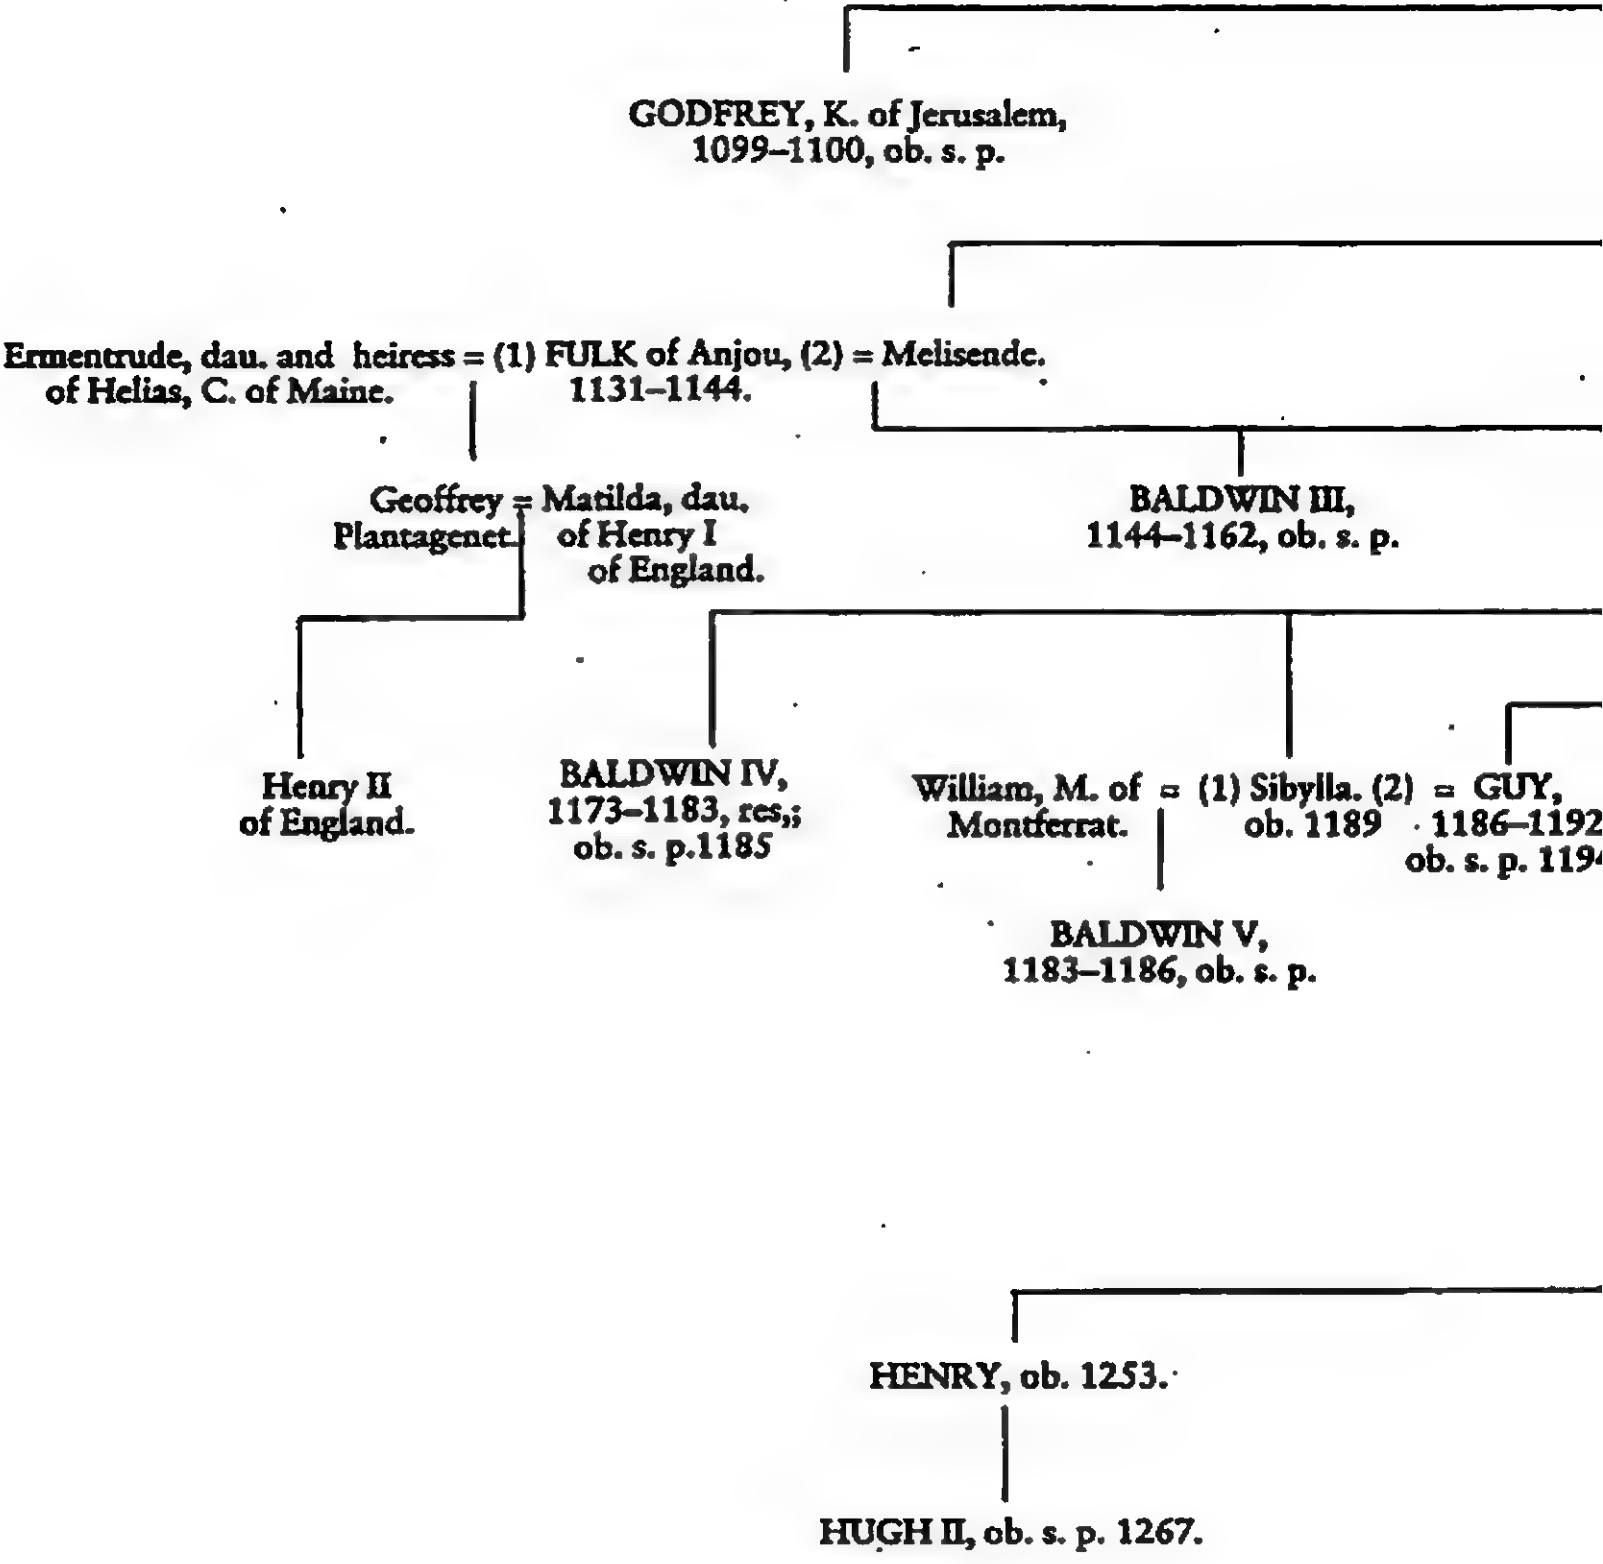 GODFREY, K. of Jerusalem,
1099–1100, ob. s. p.
Ermentrude, dau. and heiress = (1) FULK of Anjou, (2) = Melisende.
of Helias, C. of Maine. 1131–1144.
Geoffrey = Matilda, dau.
Plantagenet. of Henry I
of England.
BALDWIN III,
1144–1162, ob. s. p.
Henry II
of England.
BALDWIN IV,
1173–1183, res,;
ob. s. p.1185
William, M. of = (1) Sibylla. (2) = GUY,
Montferrat. ob. 1189 1186–1192
ob. s. p. 1194
BALDWIN V,
1183–1186, ob. s. p.
HENRY, ob. 1253.
HUGH II, ob. s. p. 1267.